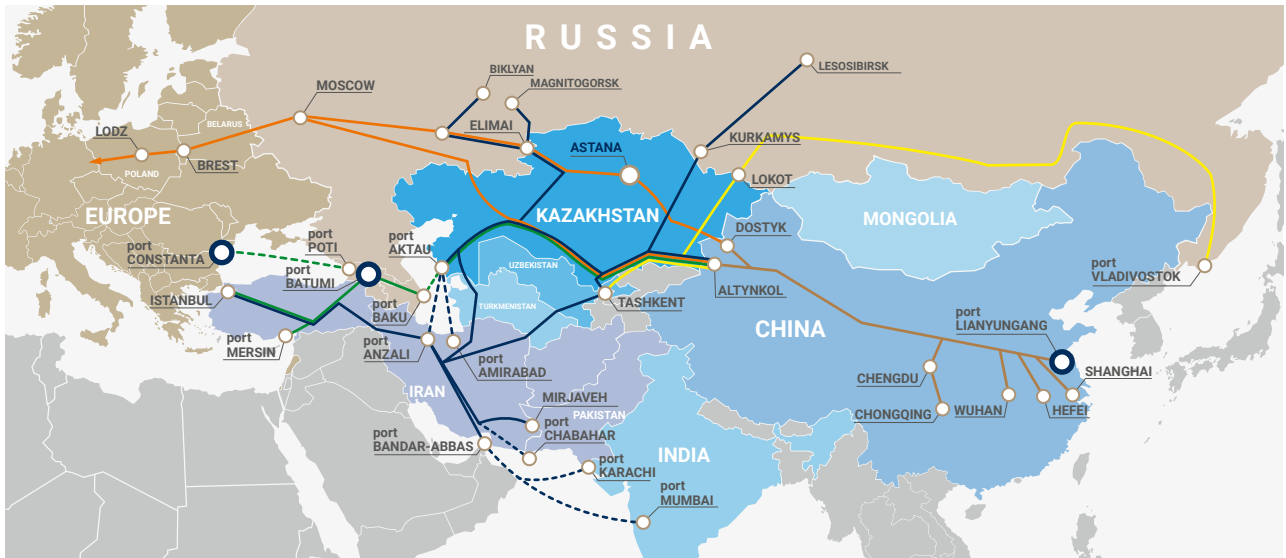 RUSSIA
BIKLYAN
MAGNITOGORSK
LESOSIBIRSK
MOSCOW
ELIMAI
BELARUS
LODZ
BREST
POLAND
ASTANA
KURKAMYS
LOKOT
EUROPE
KAZAKHSTAN
MONGOLIA
DOSTYK
port
CONSTANTA
port
POTI
port
AKTAU
port
BATUMI
UZBEKISTAN
port
VLADIVOSTOK
ISTANBUL
port
BAKU
TURKMENISTAN
TASHKENT
ALTYNKOL
port
LIANYUNGANG
CHINA
port
MERSIN
port
ANZALI
port
AMIRABAD
SHANGHAI
CHENGDU
IRAN
MIRJAVEH
CHONGQING
WUHAN
HEFEI
PAKISTAN
port
CHABAHAR
port
BANDAR-ABBAS
port
KARACHI
INDIA
port
MUMBAI